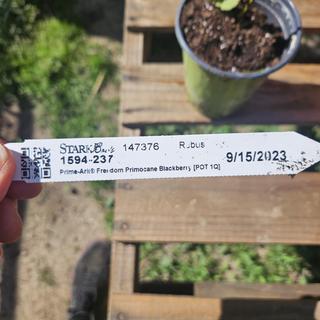 STARK Bro's 147376 Rubus
1594-237 9/15/2023
Prime-Ark® Freedom Primocane Blackberry [POT 1Q]